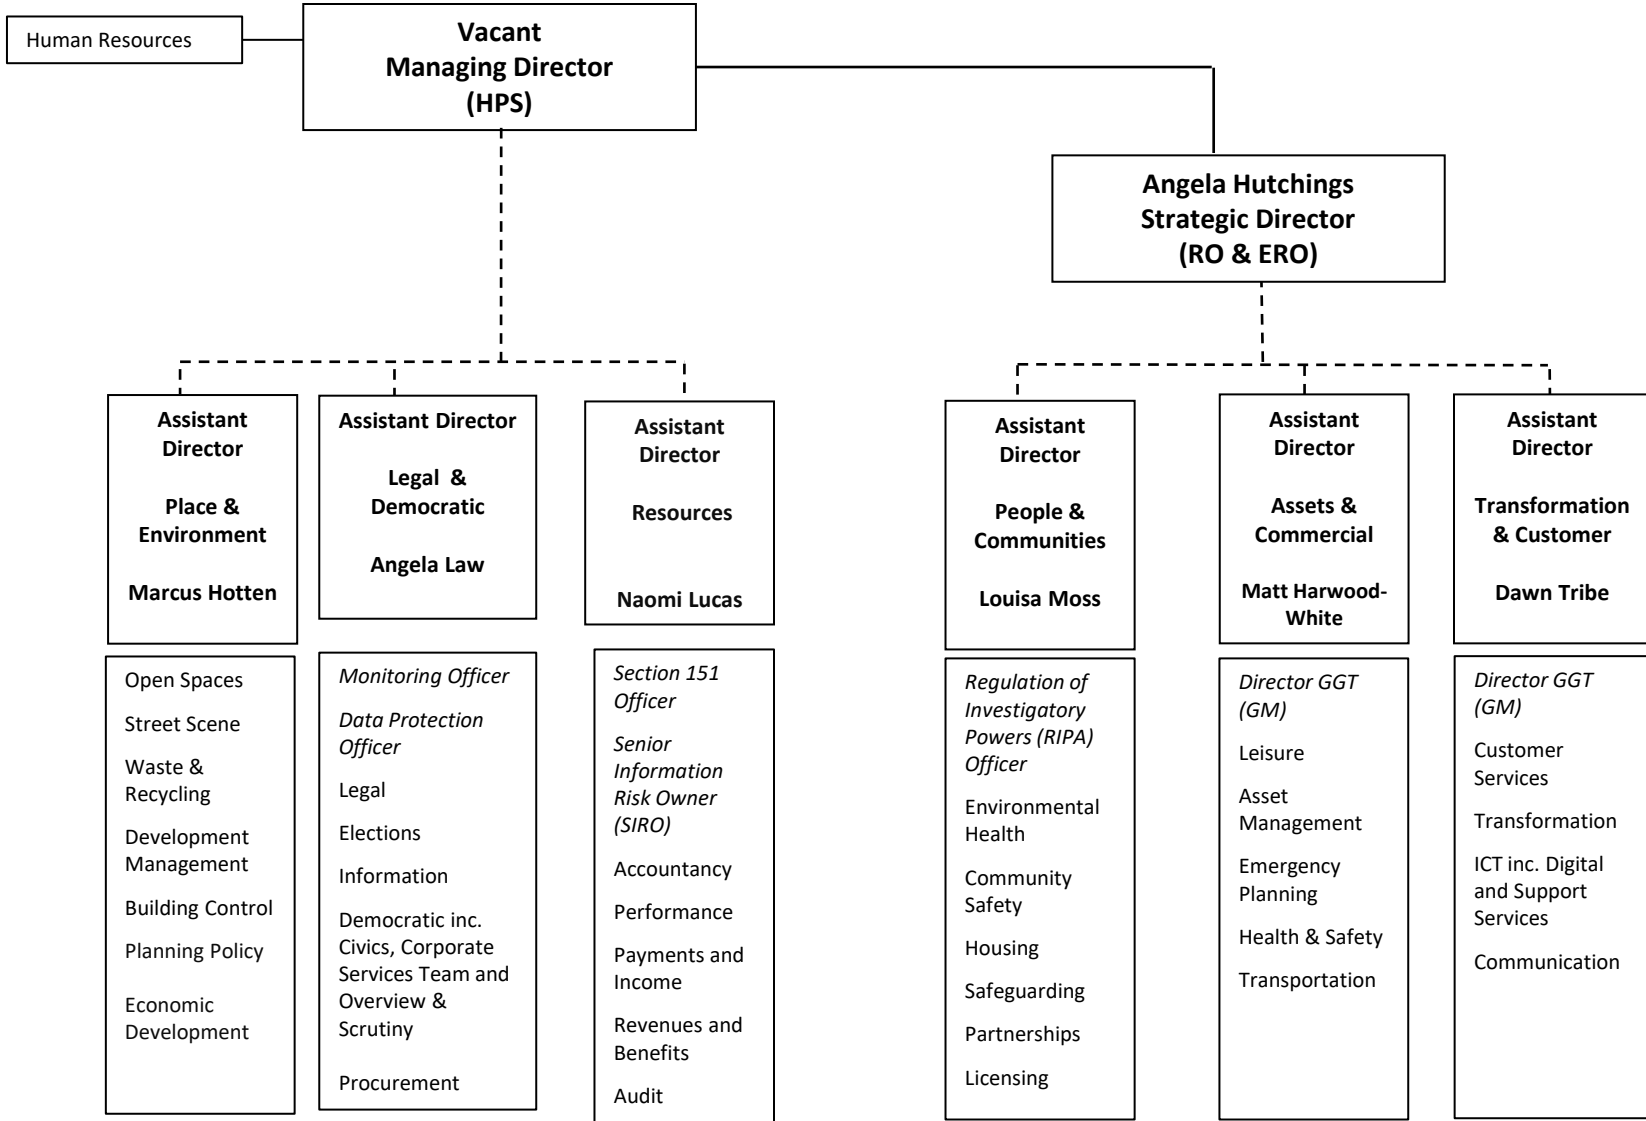 Human Resources
Vacant
Managing Director
(HPS)
Angela Hutchings
Strategic Director
(RO & ERO)
Assistant
Director
Place &
Environment
Marcus Hotten
Assistant Director
Legal &
Democratic
Angela Law
Assistant
Director
Resources
Naomi Lucas
Assistant
Director
People &
Communities
Louisa Moss
Assistant
Director
Assets &
Commercial
Matt Harwood-
White
Assistant
Director
Transformation
& Customer
Dawn Tribe
Open Spaces
Street Scene
Waste &
Recycling
Development
Management
Building Control
Planning Policy
Economic
Development
Monitoring Officer
Data Protection
Officer
Legal
Elections
Information
Democratic inc.
Civics, Corporate
Services Team and
Overview &
Scrutiny
Procurement
Section 151
Officer
Senior
Information
Risk Owner
(SIRO)
Accountancy
Performance
Payments and
Income
Revenues and
Benefits
Audit
Regulation of
Investigatory
Powers (RIPA)
Officer
Environmental
Health
Community
Safety
Housing
Safeguarding
Partnerships
Licensing
Director GGT
(GM)
Leisure
Asset
Management
Emergency
Planning
Health & Safety
Transportation
Director GGT
(GM)
Customer
Services
Transformation
ICT inc. Digital
and Support
Services
Communication